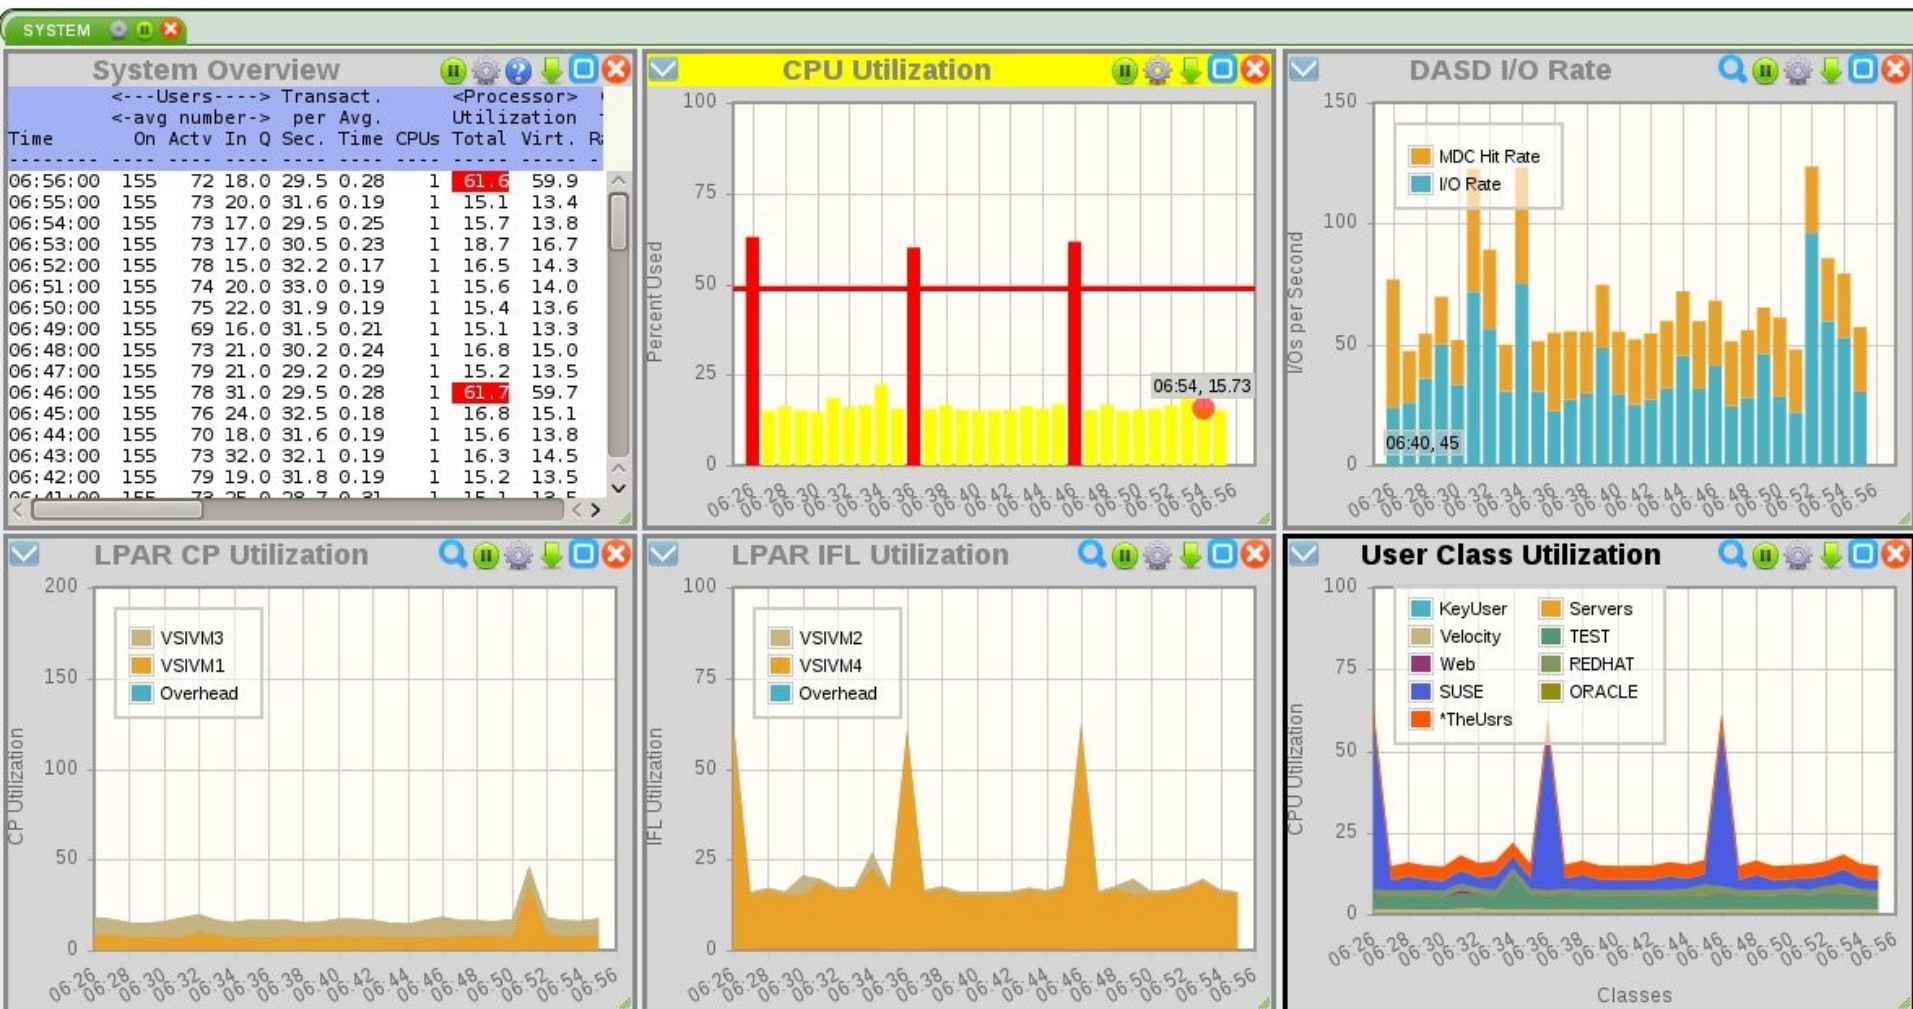 SYSTEM
System Overview
<---Users----> Transact. <Processor>
<-avg number-> per Avg. Utilization
Time On Actv In Q Sec. Time CPUs Total Virt.
-------- ---- ---- ---- ---- ---- ---- ----- ----- -
06:56:00 155 72 18.0 29.5 0.28 1 61.6 59.9
06:55:00 155 73 20.0 31.6 0.19 1 15.1 13.4
06:54:00 155 73 17.0 29.5 0.25 1 15.7 13.8
06:53:00 155 73 17.0 30.5 0.23 1 18.7 16.7
06:52:00 155 78 15.0 32.2 0.17 1 16.5 14.3
06:51:00 155 74 20.0 33.0 0.19 1 15.6 14.0
06:50:00 155 75 22.0 31.9 0.19 1 15.4 13.6
06:49:00 155 69 16.0 31.5 0.21 1 15.1 13.3
06:48:00 155 73 21.0 30.2 0.24 1 16.8 15.0
06:47:00 155 79 21.0 29.2 0.29 1 15.2 13.5
06:46:00 155 78 31.0 29.5 0.28 1 61.7 59.7
06:45:00 155 76 24.0 32.5 0.18 1 16.8 15.1
06:44:00 155 70 18.0 31.6 0.19 1 15.6 13.8
06:43:00 155 73 32.0 32.1 0.19 1 16.3 14.5
06:42:00 155 79 19.0 31.8 0.19 1 15.2 13.5
CPU Utilization
100
75
50
25
0
Percent Used
06:54, 15.73
06:26 06:28 06:30 06:32 06:34 06:36 06:38 06:40 06:42 06:44 06:46 06:48 06:50 06:52 06:54 06:56
DASD I/O Rate
150
100
50
0
I/Os per Second
MDC Hit Rate
I/O Rate
06:40, 45
06:26 06:28 06:30 06:32 06:34 06:36 06:38 06:40 06:42 06:44 06:46 06:48 06:50 06:52 06:54 06:56
LPAR CP Utilization
200
150
100
50
0
CP Utilization
VSIVM3
VSIVM1
Overhead
06:26 06:28 06:30 06:32 06:34 06:36 06:38 06:40 06:42 06:44 06:46 06:48 06:50 06:52 06:54 06:56
LPAR IFL Utilization
100
75
50
25
0
IFL Utilization
VSIVM2
VSIVM4
Overhead
06:26 06:28 06:30 06:32 06:34 06:36 06:38 06:40 06:42 06:44 06:46 06:48 06:50 06:52 06:54 06:56
User Class Utilization
100
75
50
25
0
CPU Utilization
KeyUser Servers
Velocity TEST
Web REDHAT
SUSE ORACLE
*TheUsrs
06:26 06:28 06:30 06:32 06:34 06:36 06:38 06:40 06:42 06:44 06:46 06:48 06:50 06:52 06:54 06:56
Classes